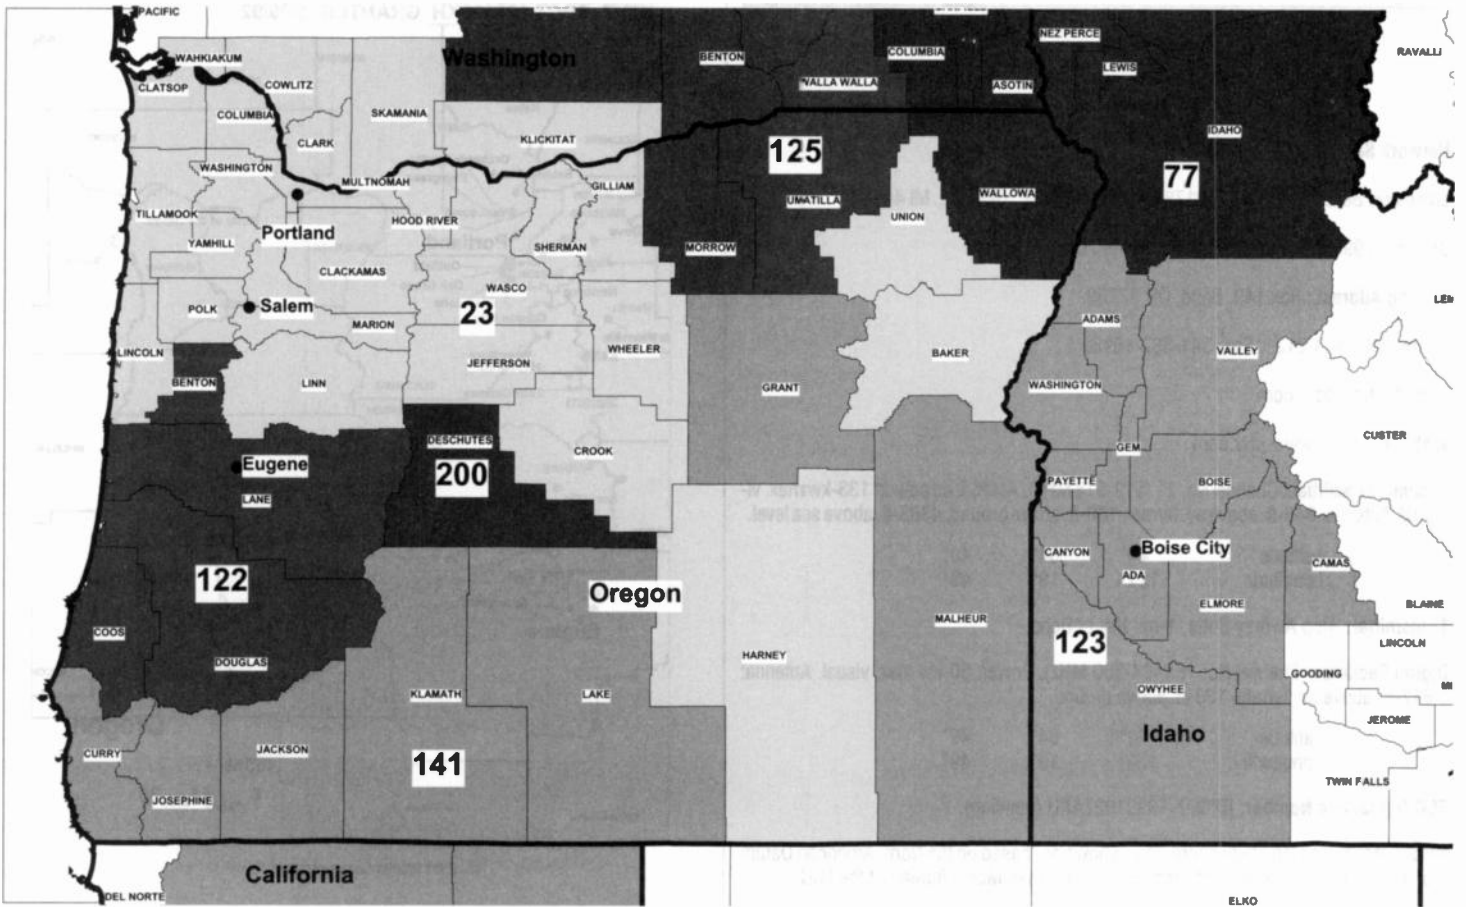 PACIFIC
WAHKIAKUM
CLATSOP
COWLITZ
COLUMBIA
SKAMANIA
CLARK
KLICKITAT
Washington
BENTON
COLUMBIA
WALLA WALLA
ASOTIN
NEZ PERCE
LEWIS
RAVALLI
IDAHO
WASHINGTON
MULTNOMAH
GILLIAM
125
77
UMATILLA
WALLOWA
TILLAMOOK
HOOD RIVER
UNION
Portland
YAMHILL
SHERMAN
MORROW
CLACKAMAS
WASCO
POLK
Salem
23
MARION
ADAMS
LINCOLN
JEFFERSON
WHEELER
BAKER
VALLEY
BENTON
LINN
GRANT
WASHINGTON
DESCHUTES
CROOK
GEM
CUSTER
Eugene
200
PAYETTE
BOISE
LANE
122
CANYON
Boise City
ADA
CAMAS
Oregon
ELMORE
BLAINE
COOS
MALHEUR
123
LINCOLN
DOUGLAS
HARNEY
GOODING
KLAMATH
LAKE
OWYHEE
JEROME
CURRY
JACKSON
141
Idaho
TWIN FALLS
JOSEPHINE
California
DEL NORTE
ELKO